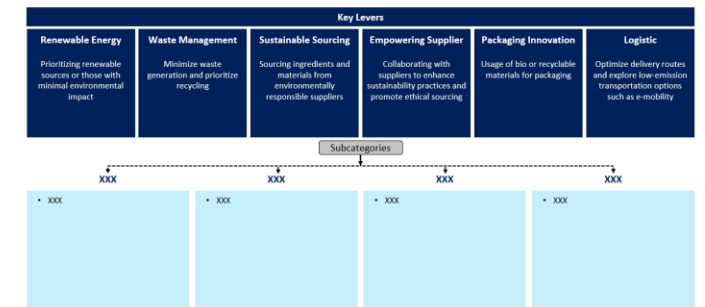 Key Levers
Renewable Energy
Prioritizing renewable
sources or those with
minimal environmental
impact
Waste Management
Minimize waste
generation and prioritize
recycling
Sustainable Sourcing
Sourcing ingredients and
materials from
environmentally
responsible suppliers
Empowering Supplier
Collaborating with
suppliers to enhance
sustainability practices and
promote ethical sourcing
Packaging Innovation
Usage of bio or recyclable
materials for packaging
Logistic
Optimize delivery routes
and explore low-emission
transportation options
such as e-mobility
Subcategories
XXX
• XXX
XXX
• XXX
XXX
• XXX
XXX
• XXX